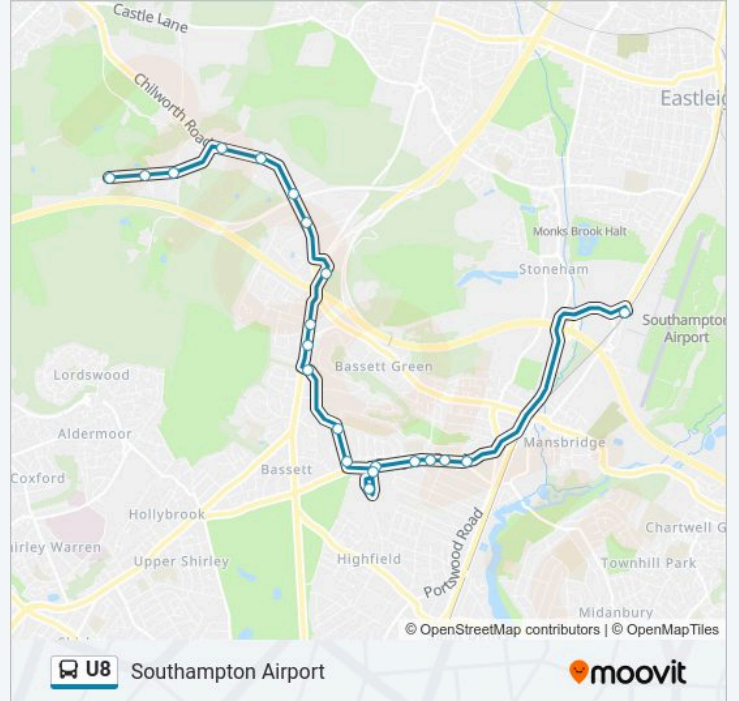 Castle Lane
Chilworth Road
Eastleig
Monks Brook Halt
Stoneham
Southampton
Airport
Bassett Green
Lordswood
Aldermoor
Mansbridge
Bassett
Coxford
Hollybrook
Chartwell G
hirley Warren
Upper Shirley
Highfield
Portswood Road
Townhill Park
Midanbury
© OpenStreetMap contributors | © OpenMapTiles
U8 Southampton Airport
moovit